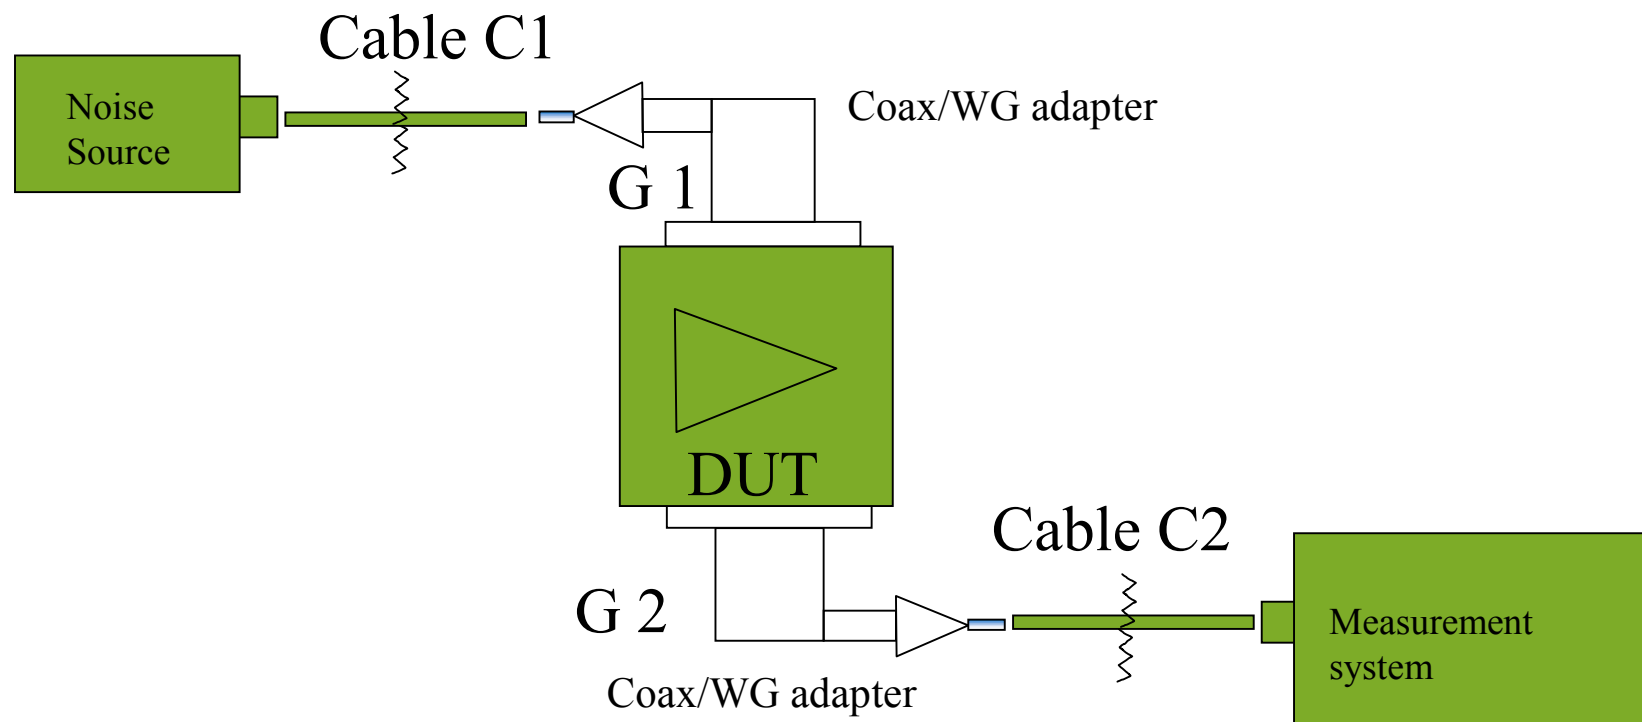 Cable C1
Noise
Source
Coax/WG adapter
G 1
DUT
Cable C2
G 2
Measurement
system
Coax/WG adapter